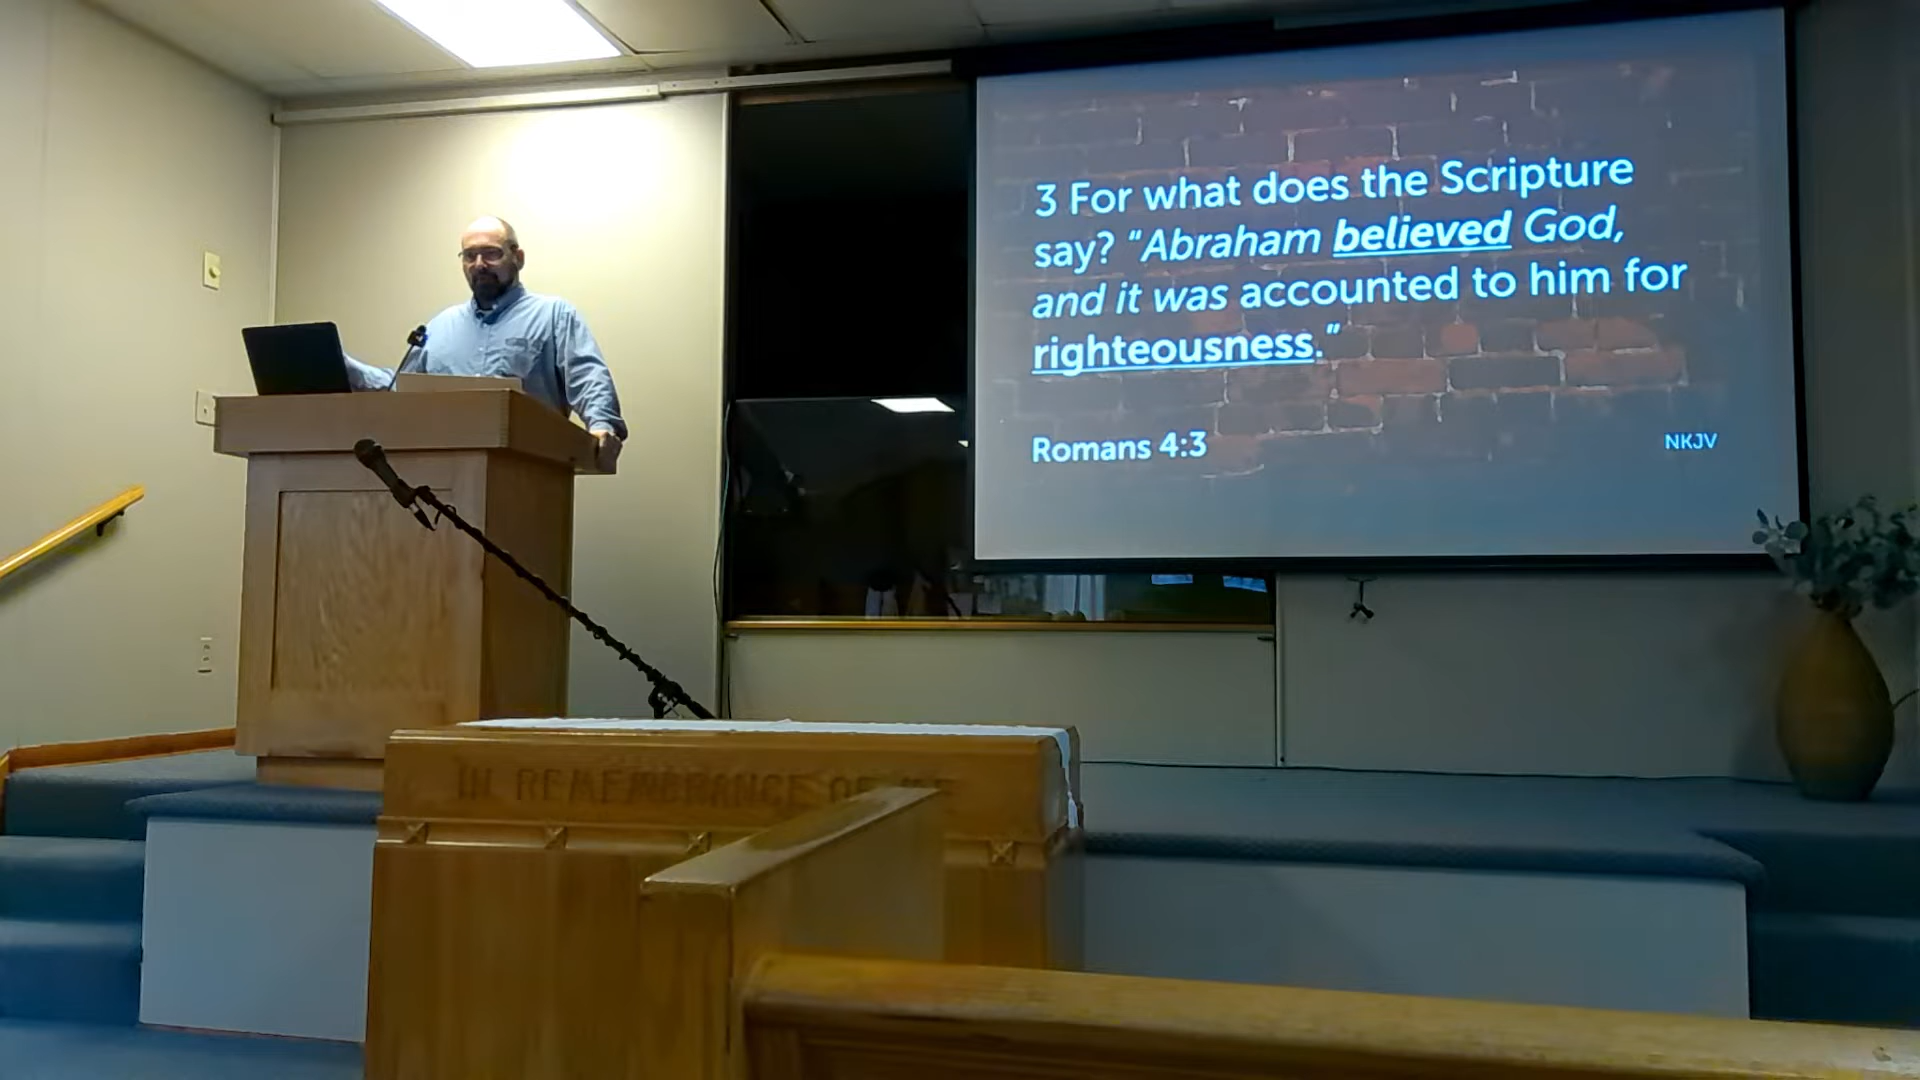 3 For what does the Scripture
say? “Abraham believed God,
and it was accounted to him for
righteousness.”
Romans 4:3
NKJV
IN REMEMBRANCE OF ME